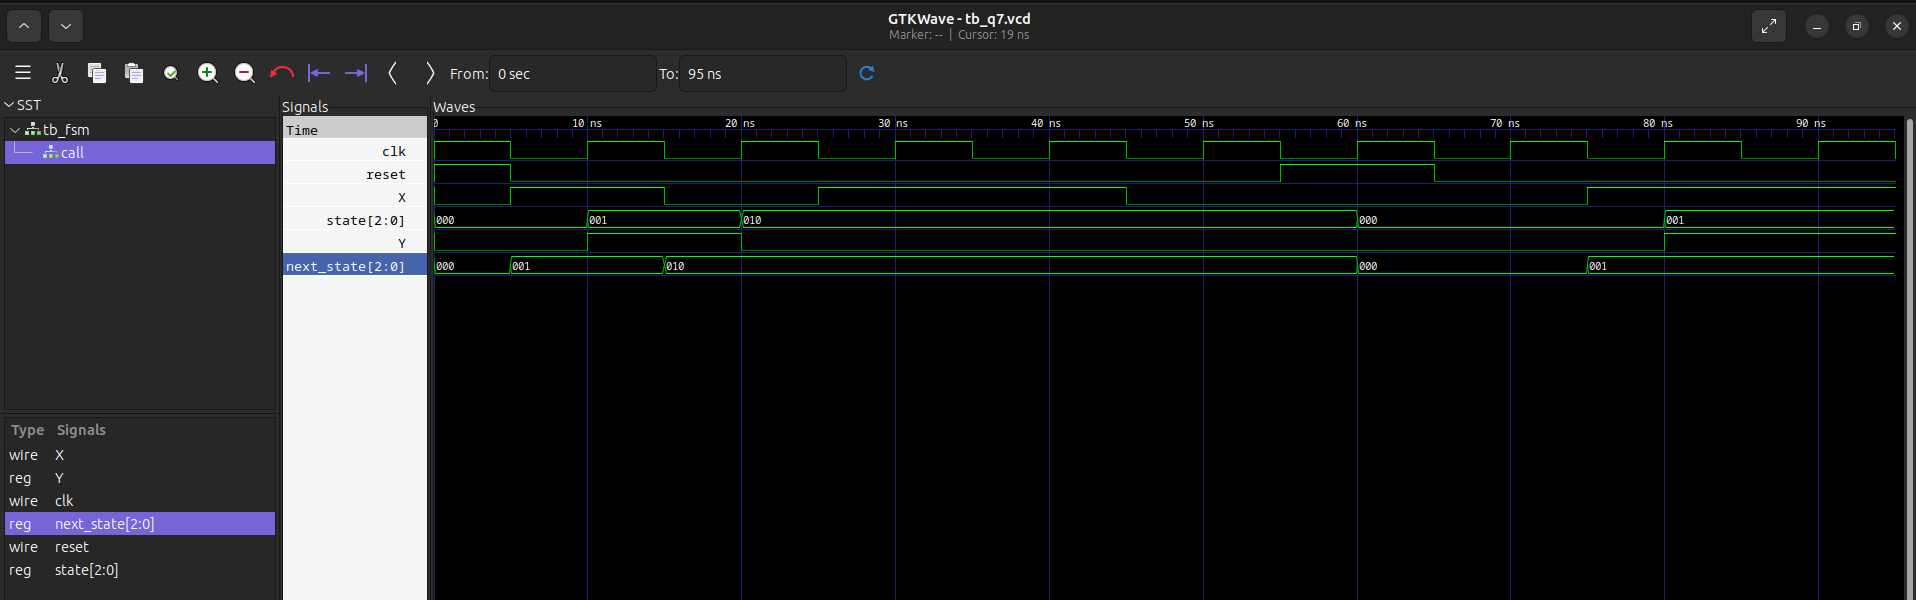 GTKWave - tb_q7.vcd
Marker: -- | Cursor: 19 ns
From: 0 sec To: 95 ns
SST
tb_fsm
call
Type Signals
wire X
reg Y
wire clk
reg next_state[2:0]
wire reset
reg state[2:0]
Signals
Time
clk
reset
X
state[2:0]
Y
next_state[2:0]
Waves
0 10 ns 20 ns 30 ns 40 ns 50 ns 60 ns 70 ns 80 ns 90 ns
000 001 010 000 001
000 001 010 000 001